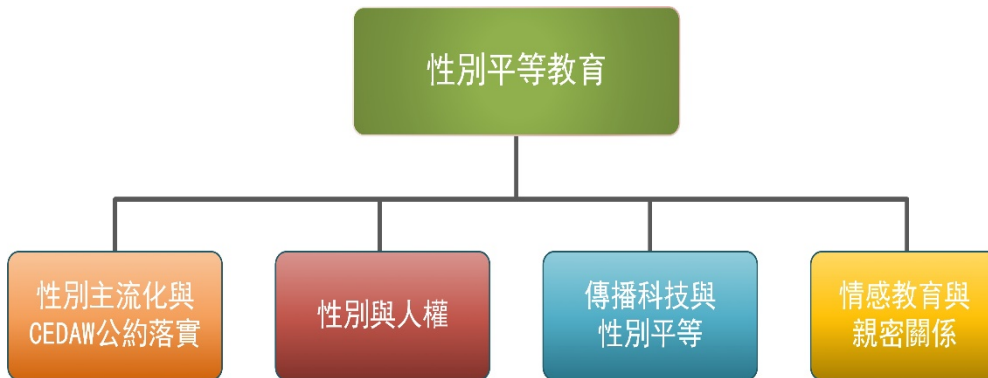 性別平等教育
性別主流化與
CEDAW公約落實
性別與人權
傳播科技與
性別平等
情感教育與
親密關係